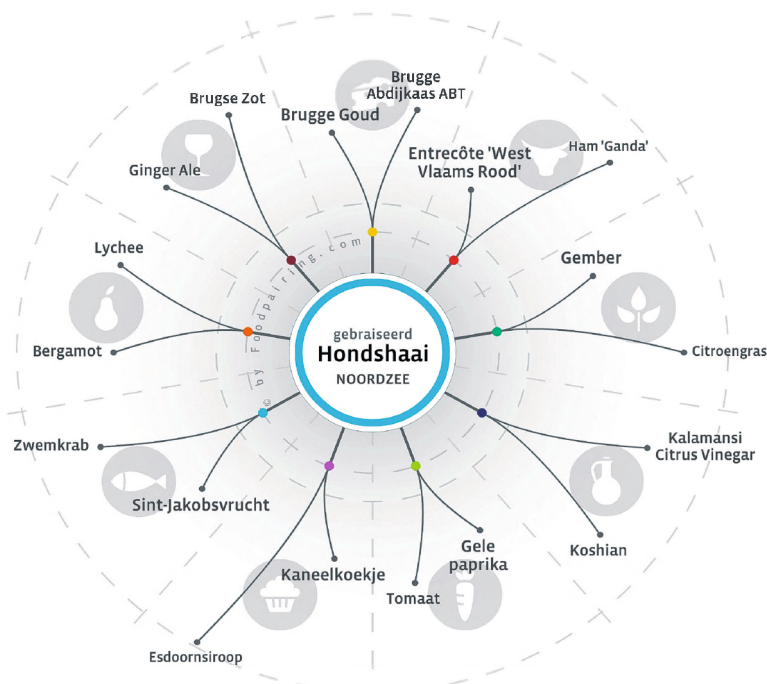 Brugge
Abdijkaas ABT
Brugse Zot
Brugge Goud
Entrecôte 'West
Vlaams Rood'
Ham 'Ganda'
Ginger Ale
Lychee
Gember
© by Foodpairing.com
gebraiseerd
Hondshaai
NOORDZEE
Bergamot
Citroengras
Zwemkrab
Kalamansi
Citrus Vinegar
Sint-Jakobsvrucht
Koshian
Gele
paprika
Kaneelkoekje
Tomaat
Esdoornsiroop